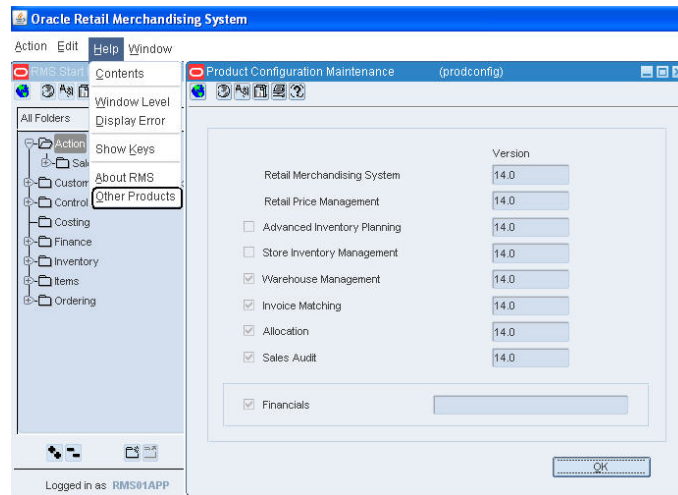 Oracle Retail Merchandising System
Action Edit Help Window
RMS Start
Contents
Window Level
Display Error
Show Keys
About RMS
Other Products
All Folders
Action
Sal
Custom
Control
Costing
Finance
Inventory
Items
Ordering
Logged in as RMS01APP
Product Configuration Maintenance (prodconfig)
Version
Retail Merchandising System 14.0
Retail Price Management 14.0
Advanced Inventory Planning 14.0
Store Inventory Management 14.0
Warehouse Management 14.0
Invoice Matching 14.0
Allocation 14.0
Sales Audit 14.0
Financials
OK